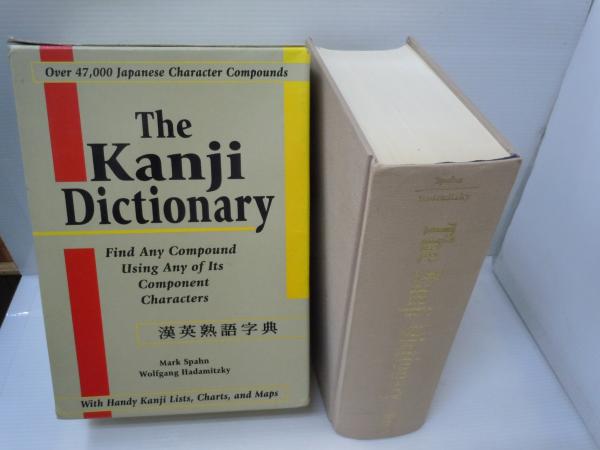 Over 47,000 Japanese Character Compounds
The
Kanji
Dictionary
Find Any Compound
Using Any of Its
Component
Characters
漢英熟語字典
Mark Spahn
Wolfgang Hadamitzky
With Handy Kanji Lists, Charts, and Maps
Spahn
Hadamitzky
The Kanji Dictionary